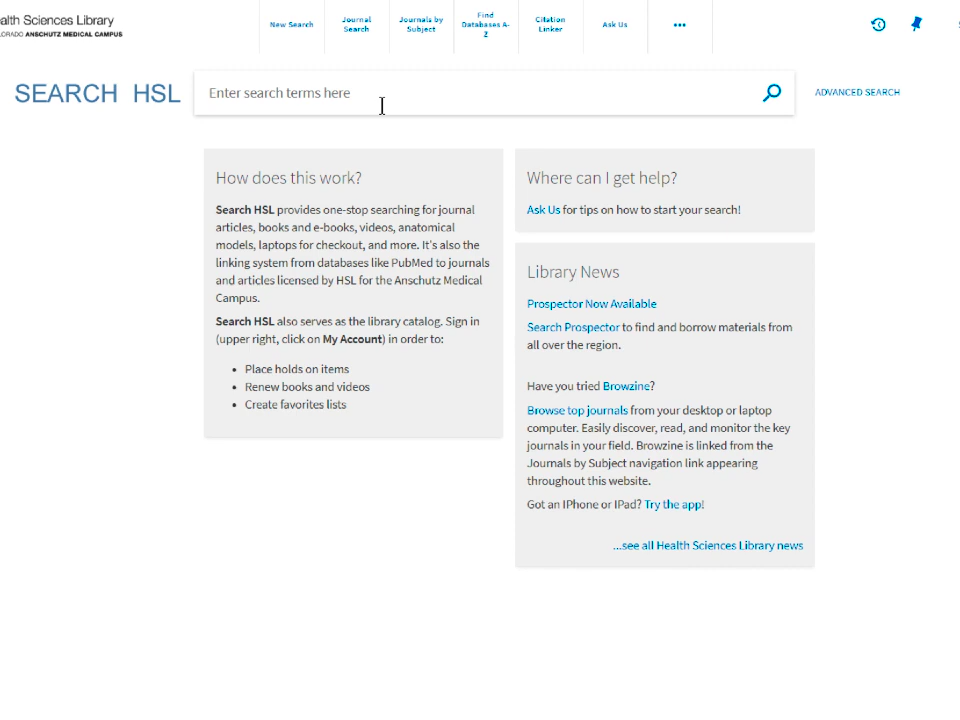 alth Sciences Library
LORADO ANSCHUTZ MEDICAL CAMPUS
New Search
Journal
Search
Journals by
Subject
Find
Databases A-
Z
Citation
Linker
Ask Us
SEARCH HSL
Enter search terms here
ADVANCED SEARCH
How does this work?
Search HSL provides one-stop searching for journal
articles, books and e-books, videos, anatomical
models, laptops for checkout, and more. It's also the
linking system from databases like PubMed to journals
and articles licensed by HSL for the Anschutz Medical
Campus.
Search HSL also serves as the library catalog. Sign in
(upper right, click on My Account) in order to:
• Place holds on items
• Renew books and videos
• Create favorites lists
Where can I get help?
Ask Us for tips on how to start your search!
Library News
Prospector Now Available
Search Prospector to find and borrow materials from
all over the region.
Have you tried Browzine?
Browse top journals from your desktop or laptop
computer. Easily discover, read, and monitor the key
journals in your field. Browzine is linked from the
Journals by Subject navigation link appearing
throughout this website.
Got an IPhone or IPad? Try the app!
...see all Health Sciences Library news